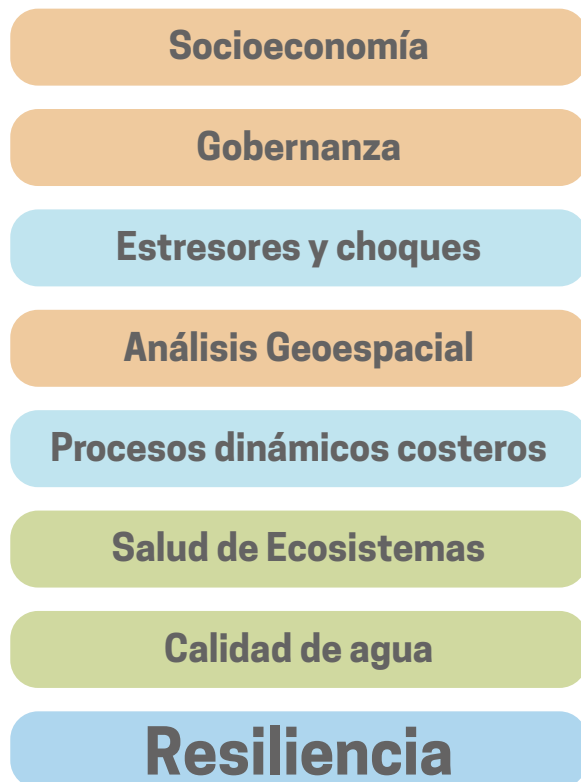 Socioeconomía
Gobernanza
Estresores y choques
Análisis Geoespacial
Procesos dinámicos costeros
Salud de Ecosistemas
Calidad de agua
Resiliencia